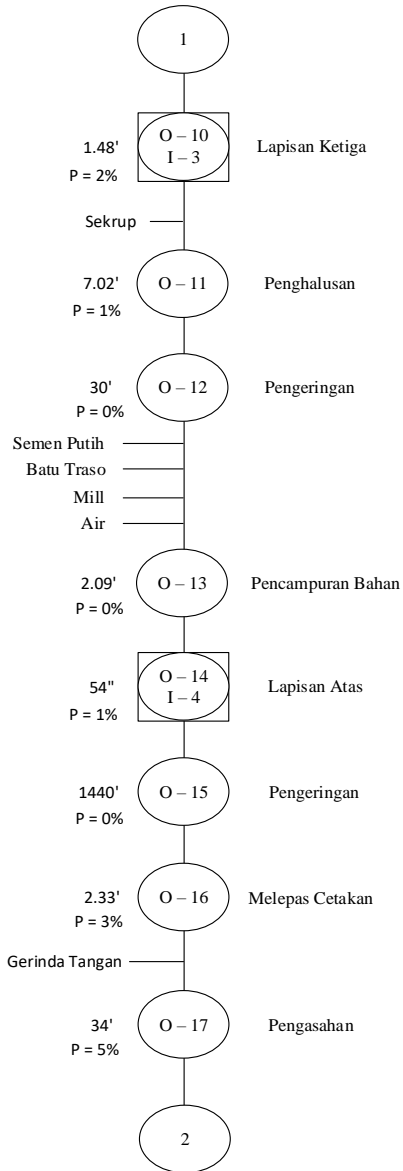 1
1.48'
P = 2%
O – 10
I – 3
Lapisan Ketiga
Sekrup
7.02'
P = 1%
O – 11
Penghalusan
30'
P = 0%
O – 12
Pengeringan
Semen Putih
Batu Traso
Mill
Air
2.09'
P = 0%
O – 13
Pencampuran Bahan
54"
P = 1%
O – 14
I – 4
Lapisan Atas
1440'
P = 0%
O – 15
Pengeringan
2.33'
P = 3%
O – 16
Melepas Cetakan
Gerinda Tangan
34'
P = 5%
O – 17
Pengasahan
2